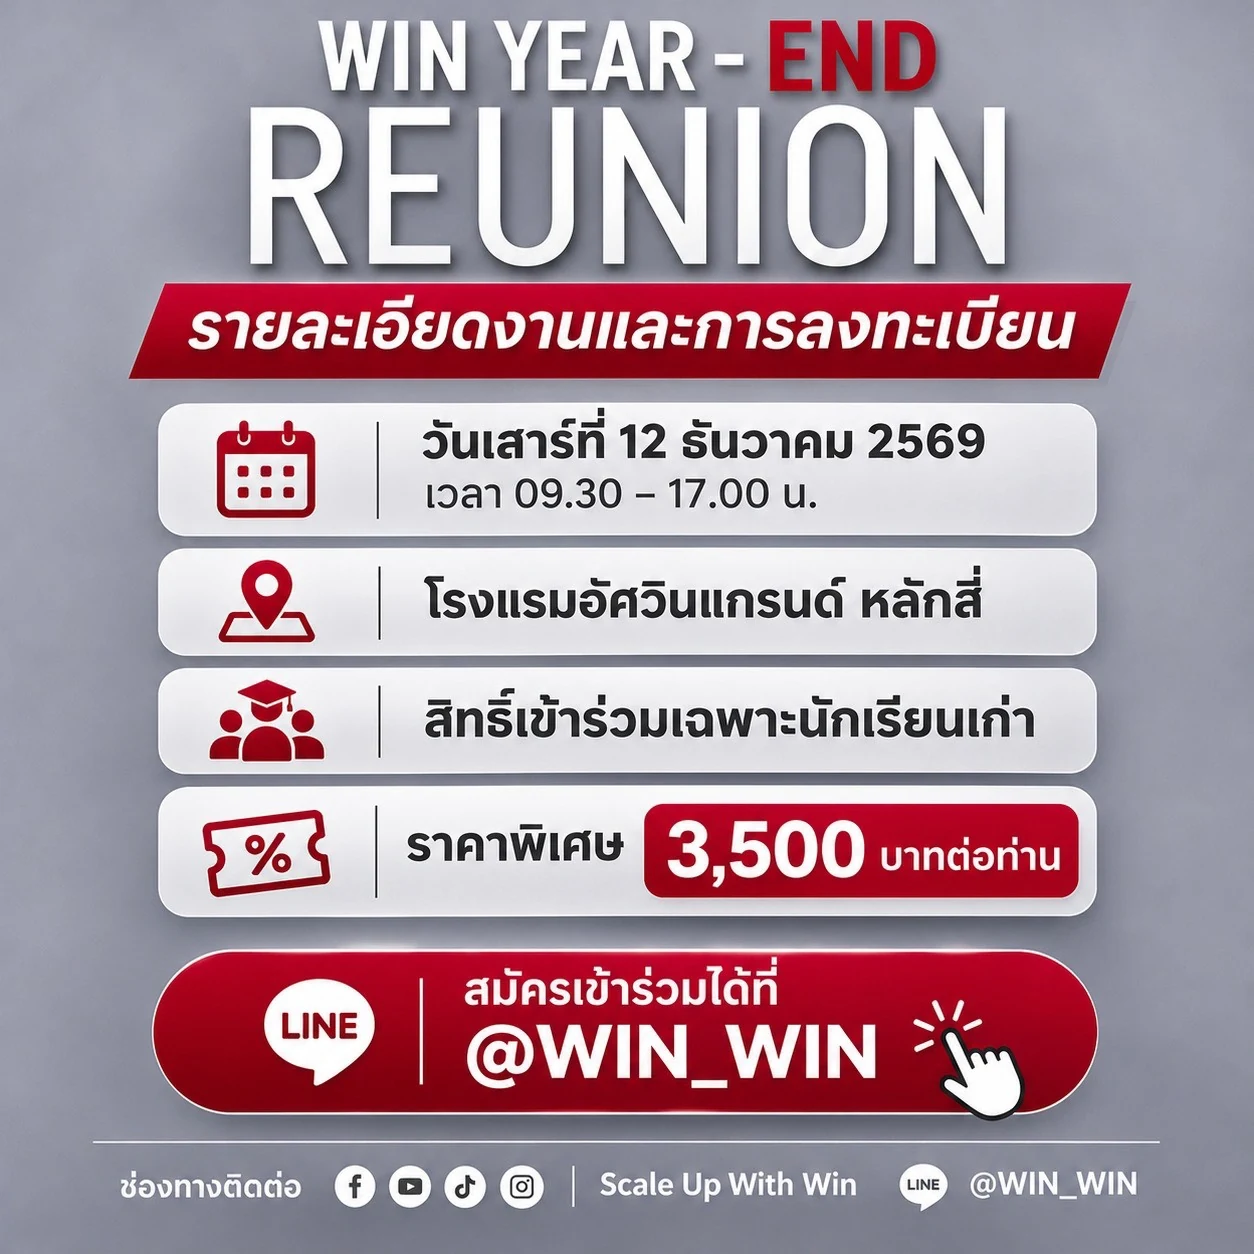 WIN YEAR - END
REUNION
รายละเอียดงานและการลงทะเบียน
วันเสาร์ที่ 12 ธันวาคม 2569
เวลา 09.30 – 17.00 น.
โรงแรมอัศวินแกรนด์ หลักสี่
สิทธิ์เข้าร่วมเฉพาะนักเรียนเก่า
%
ราคาพิเศษ 3,500 บาทต่อท่าน
LINE
สมัครเข้าร่วมได้ที่
@WIN_WIN
ช่องทางติดต่อ Scale Up With Win LINE @WIN_WIN